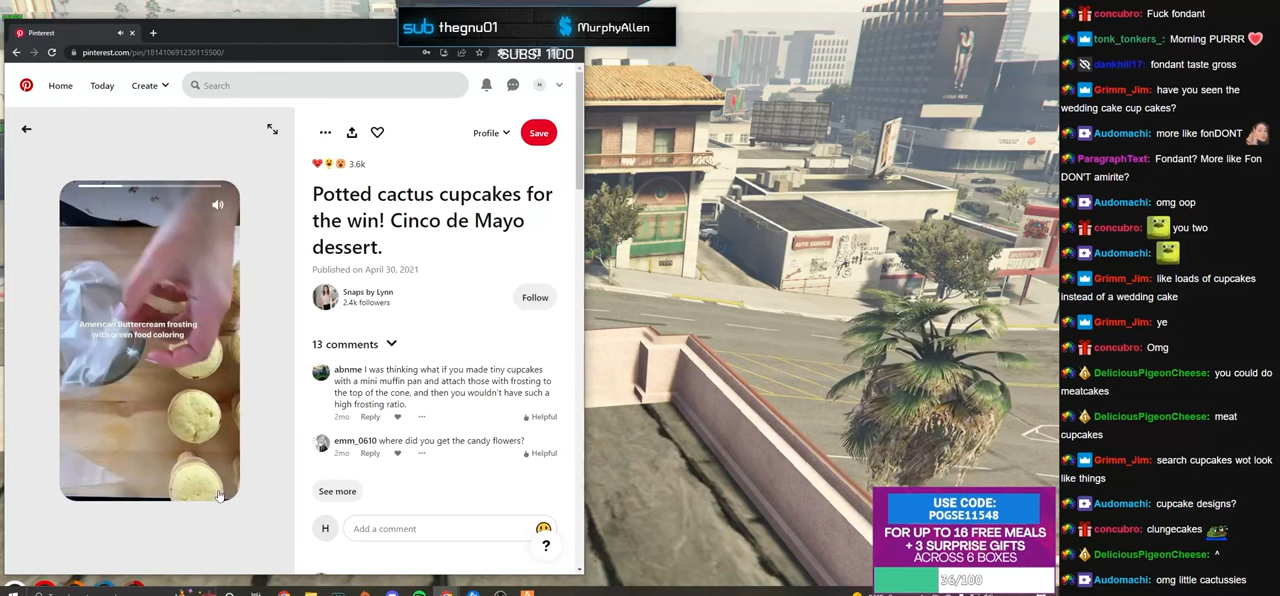 Pinterest
pinterest.com/pin/181410691230115500/
sub thegnu01
$ MurphyAllen
SUBS: 1100
Home
Today
Create
Search
H
Profile
Save
3.6k
Potted cactus cupcakes for
the win! Cinco de Mayo
dessert.
Published on April 30, 2021
Snaps by Lynn
2.4k followers
Follow
American Buttercream frosting
with green food coloring
13 comments
abnme I was thinking what if you made tiny cupcakes
with a mini muffin pan and attach those with frosting to
the top of the cone, and then you wouldn't have such a
high frosting ratio.
2mo Reply
Helpful
emm_0610 where did you get the candy flowers?
2mo Reply
Helpful
See more
H
Add a comment
?
AUTO SERVICE
USE CODE:
POGSE11548
FOR UP TO 16 FREE MEALS
+ 3 SURPRISE GIFTS
ACROSS 6 BOXES
36/100
concubro: Fuck fondant
tonk_tonkers_: Morning PURRR
dankhill17: fondant taste gross
Grimm_Jim: have you seen the
wedding cake cup cakes?
Audomachi: more like fonDONT
ParagraphText: Fondant? More like Fon
DON'T amirite?
Audomachi: omg oop
concubro: you two
Audomachi:
Grimm_Jim: like loads of cupcakes
instead of a wedding cake
Grimm_Jim: ye
concubro: Omg
DeliciousPigeonCheese: you could do
meatcakes
DeliciousPigeonCheese: meat
cupcakes
Grimm_Jim: search cupcakes wot look
like things
Audomachi: cupcake designs?
concubro: clungecakes
DeliciousPigeonCheese: ^
Audomachi: omg little cactussies